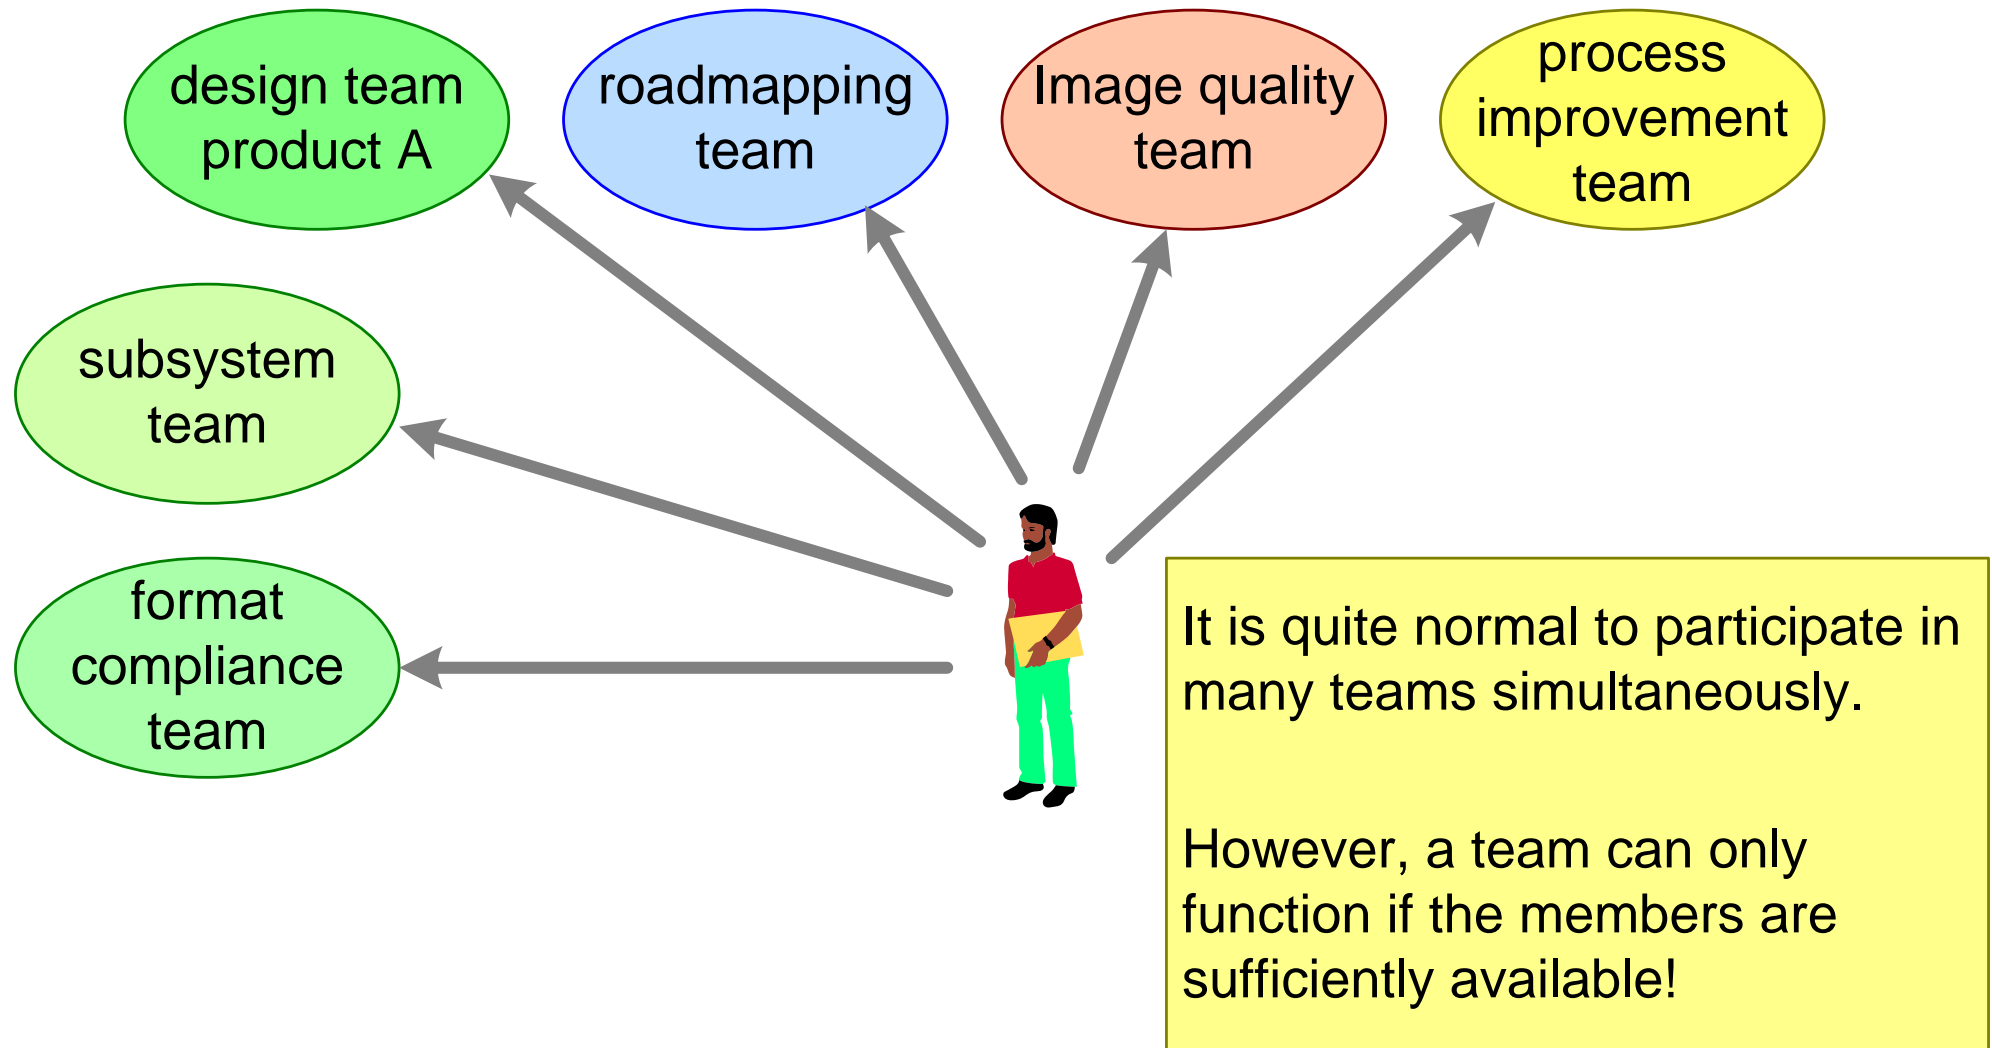 design team
product A
roadmapping
team
Image quality
team
process
improvement
team
subsystem
team
format
compliance
team
It is quite normal to participate in
many teams simultaneously.
However, a team can only
function if the members are
sufficiently available!